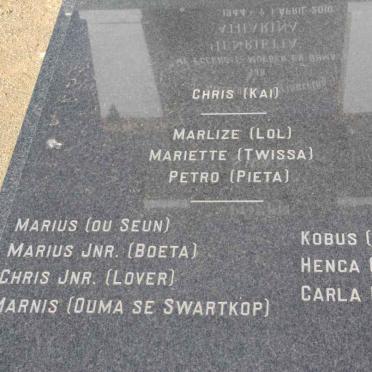 CHRIS (KAI)
MARLIZE (LOL)
MARIETTE (TWISSA)
PETRO (PIETA)
MARIUS (OU SEUN)
MARIUS JNR. (BOETA)
CHRIS JNR. (LOVER)
MARNIS (OUMA SE SWARTKOP)
KOBUS (
HENCA (
CARLA (